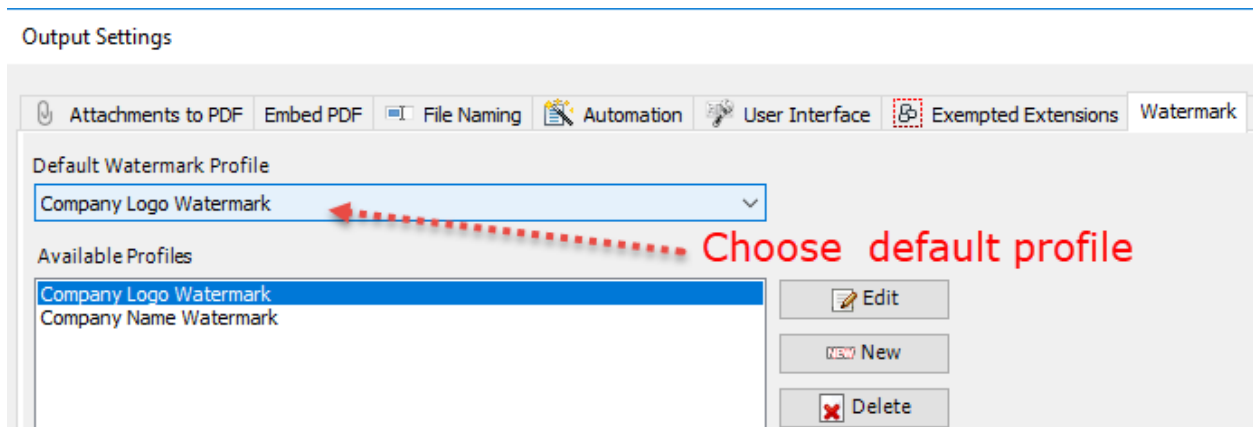 Output Settings
Attachments to PDF Embed PDF File Naming Automation User Interface Exempted Extensions Watermark
Default Watermark Profile
Company Logo Watermark
Choose default profile
Available Profiles
Company Logo Watermark
Company Name Watermark
Edit
NEW New
Delete